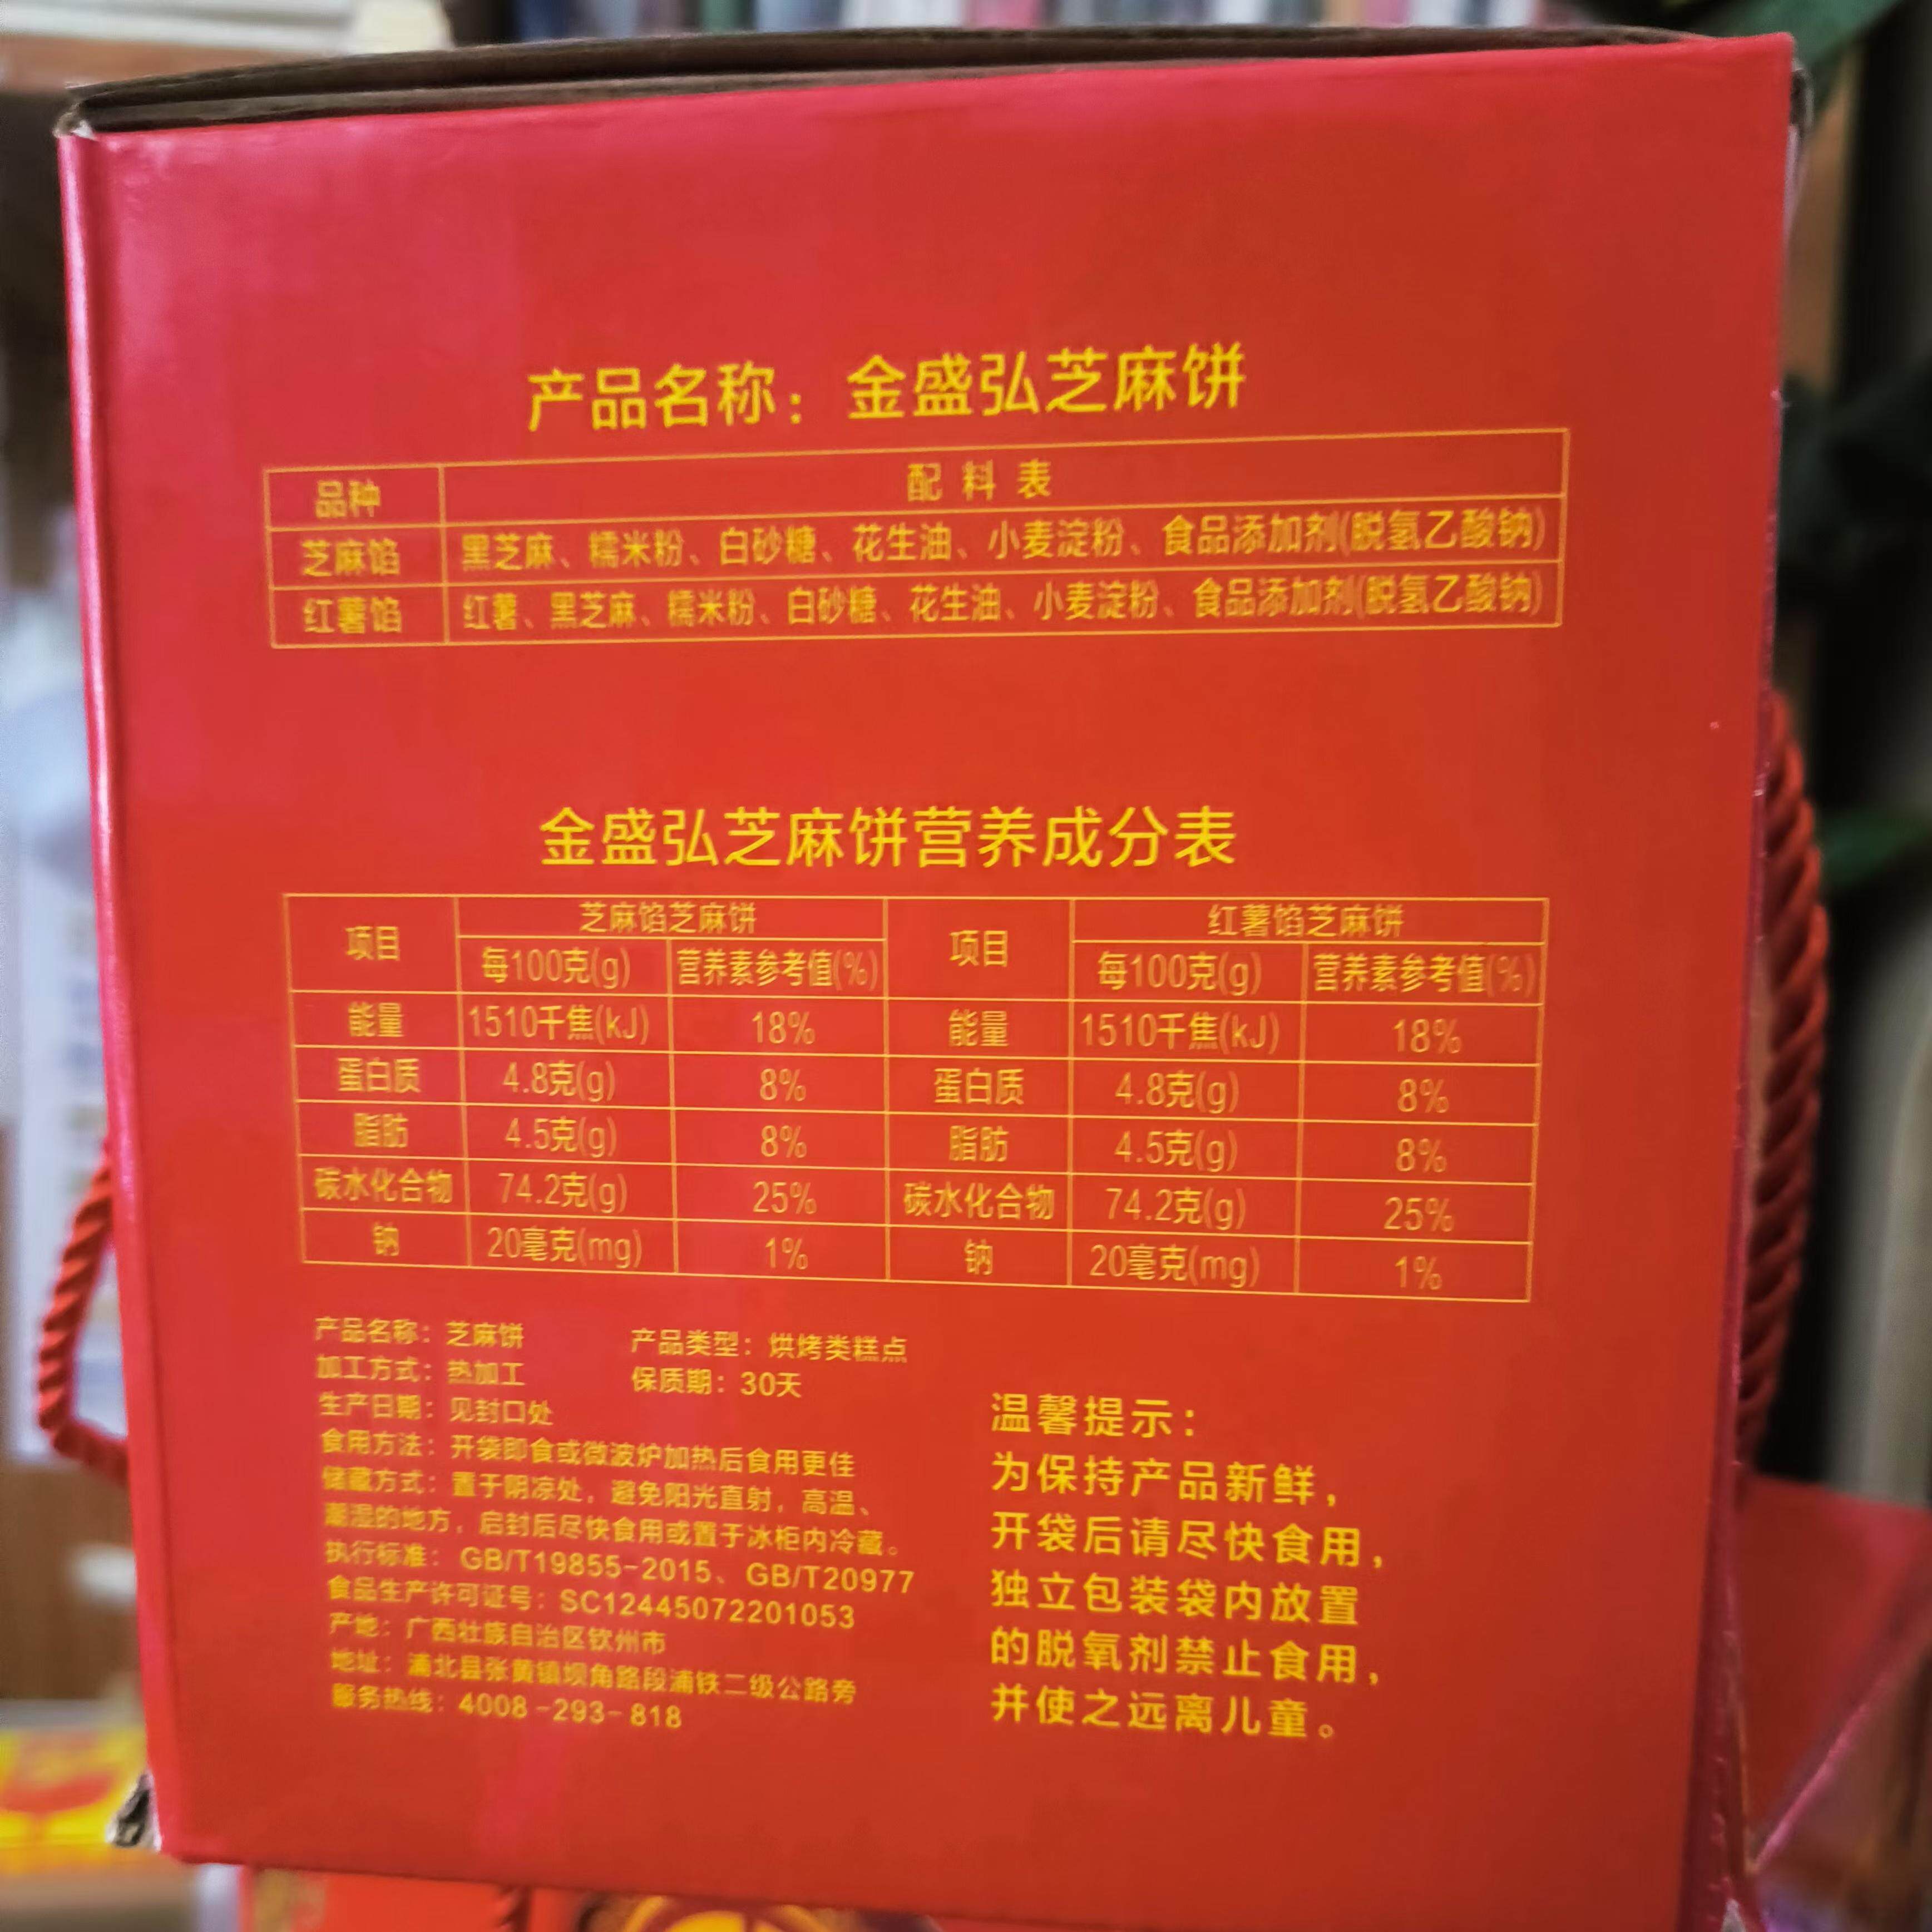 产品名称：金盛弘芝麻饼
品种 配料表
芝麻馅 黑芝麻、糯米粉、白砂糖、花生油、小麦淀粉、食品添加剂(脱氢乙酸钠)
红薯馅 红薯、黑芝麻、糯米粉、白砂糖、花生油、小麦淀粉、食品添加剂(脱氢乙酸钠)
金盛弘芝麻饼营养成分表
项目 芝麻馅芝麻饼 项目 红薯馅芝麻饼
每100克(g) 营养素参考值(%) 每100克(g) 营养素参考值(%)
能量 1510千焦(kJ) 18% 能量 1510千焦(kJ) 18%
蛋白质 4.8克(g) 8% 蛋白质 4.8克(g) 8%
脂肪 4.5克(g) 8% 脂肪 4.5克(g) 8%
碳水化合物 74.2克(g) 25% 碳水化合物 74.2克(g) 25%
钠 20毫克(mg) 1% 钠 20毫克(mg) 1%
产品名称：芝麻饼 产品类型：烘烤类糕点
加工方式：热加工 保质期：30天
生产日期：见封口处
食用方法：开袋即食或微波炉加热后食用更佳
储藏方式：置于阴凉处，避免阳光直射，高温、
潮湿的地方，启封后尽快食用或置于冰柜内冷藏。
执行标准：GB/T19855-2015、GB/T20977
食品生产许可证号：SC12445072201053
产地：广西壮族自治区钦州市
地址：浦北县张黄镇坝角路段浦铁二级公路旁
服务热线：4008-293-818
温馨提示：
为保持产品新鲜，
开袋后请尽快食用，
独立包装袋内放置
的脱氧剂禁止食用，
并使之远离儿童。